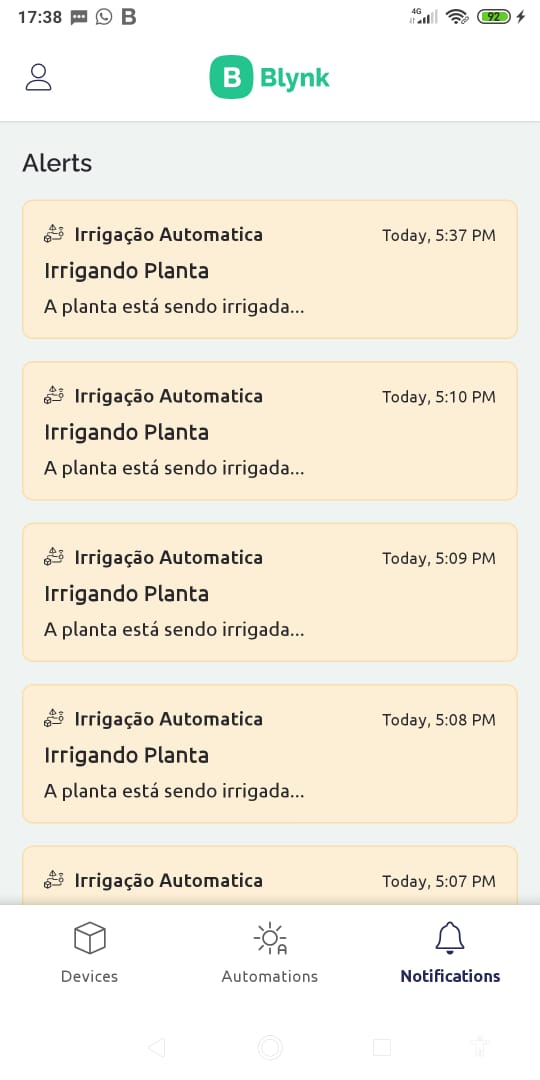 17:38 B 4G 92
B Blynk
Alerts
Irrigação Automatica Today, 5:37 PM
Irrigando Planta
A planta está sendo irrigada...
Irrigação Automatica Today, 5:10 PM
Irrigando Planta
A planta está sendo irrigada...
Irrigação Automatica Today, 5:09 PM
Irrigando Planta
A planta está sendo irrigada...
Irrigação Automatica Today, 5:08 PM
Irrigando Planta
A planta está sendo irrigada...
Irrigação Automatica Today, 5:07 PM
A
Devices Automations Notifications